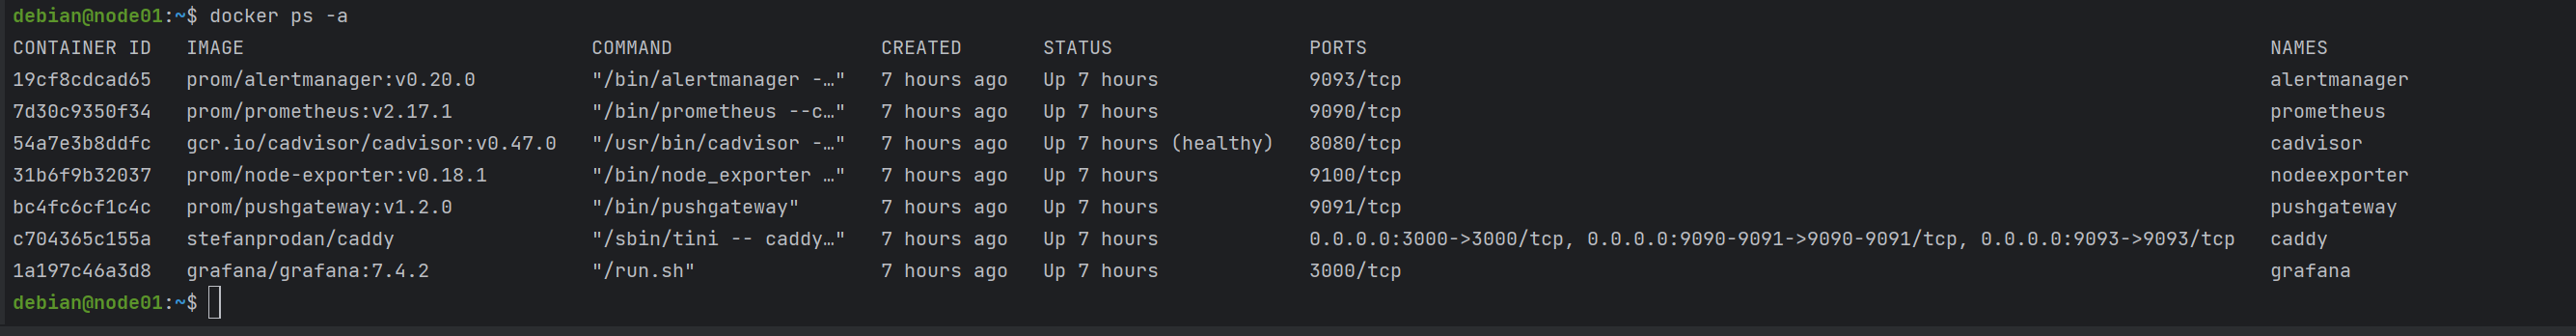 debian@node01:~$ docker ps -a
CONTAINER ID   IMAGE                              COMMAND                  CREATED       STATUS                 PORTS                                                                            NAMES
19cf8cdcad65   prom/alertmanager:v0.20.0          "/bin/alertmanager -…"   7 hours ago   Up 7 hours             9093/tcp                                                                         alertmanager
7d30c9350f34   prom/prometheus:v2.17.1            "/bin/prometheus --c…"   7 hours ago   Up 7 hours             9090/tcp                                                                         prometheus
54a7e3b8ddfc   gcr.io/cadvisor/cadvisor:v0.47.0   "/usr/bin/cadvisor -…"   7 hours ago   Up 7 hours (healthy)   8080/tcp                                                                         cadvisor
31b6f9b32037   prom/node-exporter:v0.18.1         "/bin/node_exporter …"   7 hours ago   Up 7 hours             9100/tcp                                                                         nodeexporter
bc4fc6cf1c4c   prom/pushgateway:v1.2.0            "/bin/pushgateway"       7 hours ago   Up 7 hours             9091/tcp                                                                         pushgateway
c704365c155a   stefanprodan/caddy                 "/sbin/tini -- caddy…"   7 hours ago   Up 7 hours             0.0.0.0:3000->3000/tcp, 0.0.0.0:9090-9091->9090-9091/tcp, 0.0.0.0:9093->9093/tcp   caddy
1a197c46a3d8   grafana/grafana:7.4.2              "/run.sh"                7 hours ago   Up 7 hours             3000/tcp                                                                         grafana
debian@node01:~$